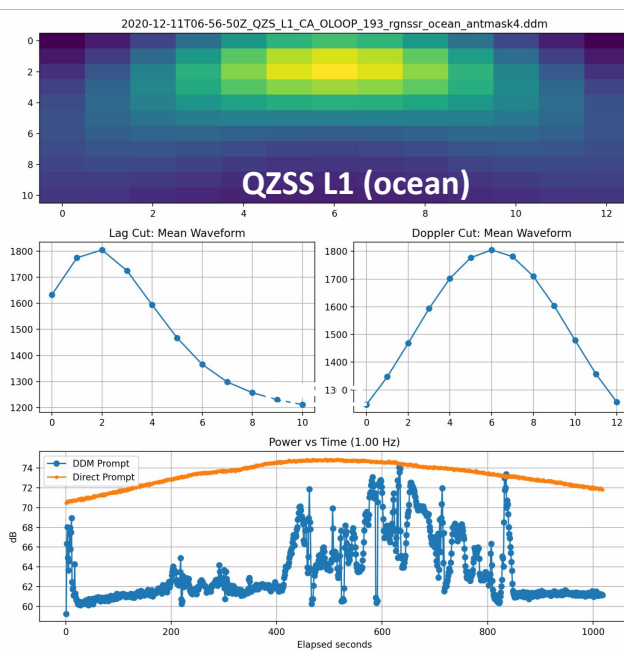 2020-12-11T06-56-50Z_QZS_L1_CA_OLOOP_193_rgnssr_ocean_antmask4.ddm
0
2
4
6
8
10
QZSS L1 (ocean)
0 2 4 6 8 10 12
Lag Cut: Mean Waveform
1800
1700
1600
1500
1400
1300
1200
0 2 4 6 8 10
Doppler Cut: Mean Waveform
1800
1700
1600
1500
1400
13 0
0 2 4 6 8 10 12
Power vs Time (1.00 Hz)
DDM Prompt
Direct Prompt
dB
74
72
70
68
66
64
62
60
0 200 400 600 800 1000
Elapsed seconds